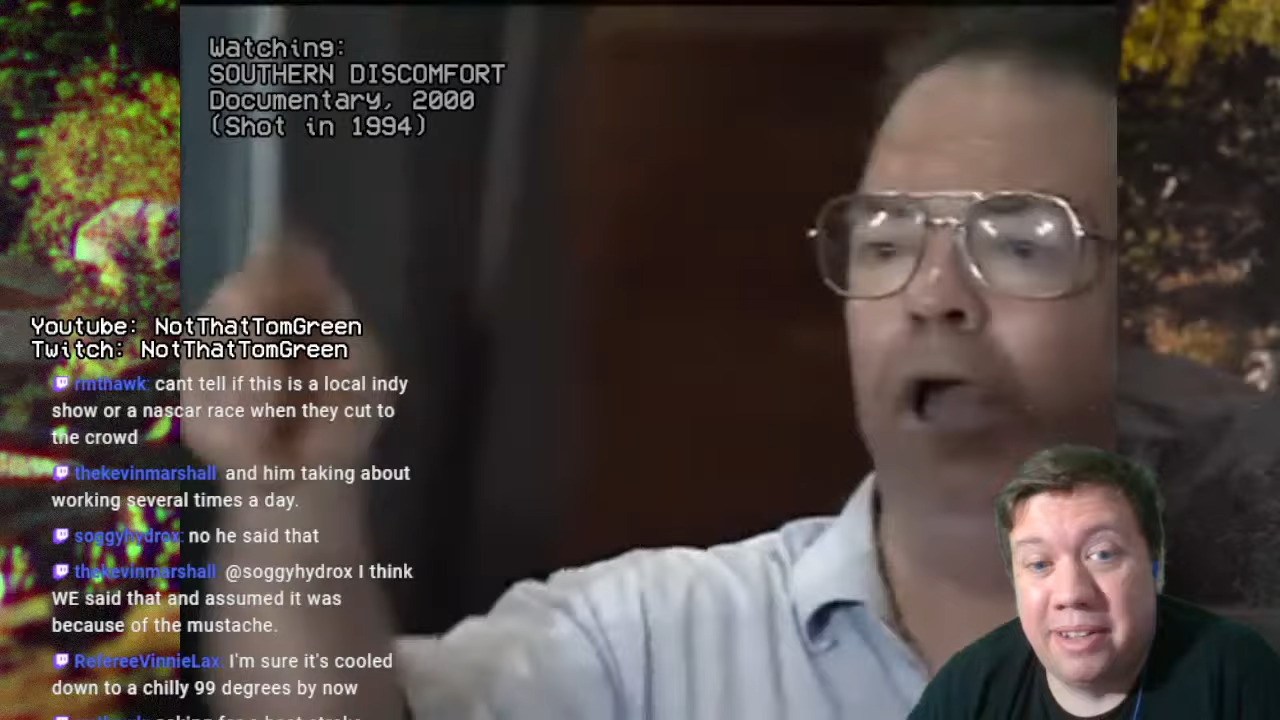 Watching:
SOUTHERN DISCOMFORT
Documentary, 2000
(Shot in 1994)
Youtube: NotThatTomGreen
Twitch: NotThatTomGreen
rmthawk: cant tell if this is a local indy
show or a nascar race when they cut to
the crowd
thekevinmarshall: and him taking about
working several times a day.
soggyhydrox: no he said that
thekevinmarshall: @soggyhydrox I think
WE said that and assumed it was
because of the mustache.
RefereeVinnieLax: I'm sure it's cooled
down to a chilly 99 degrees by now